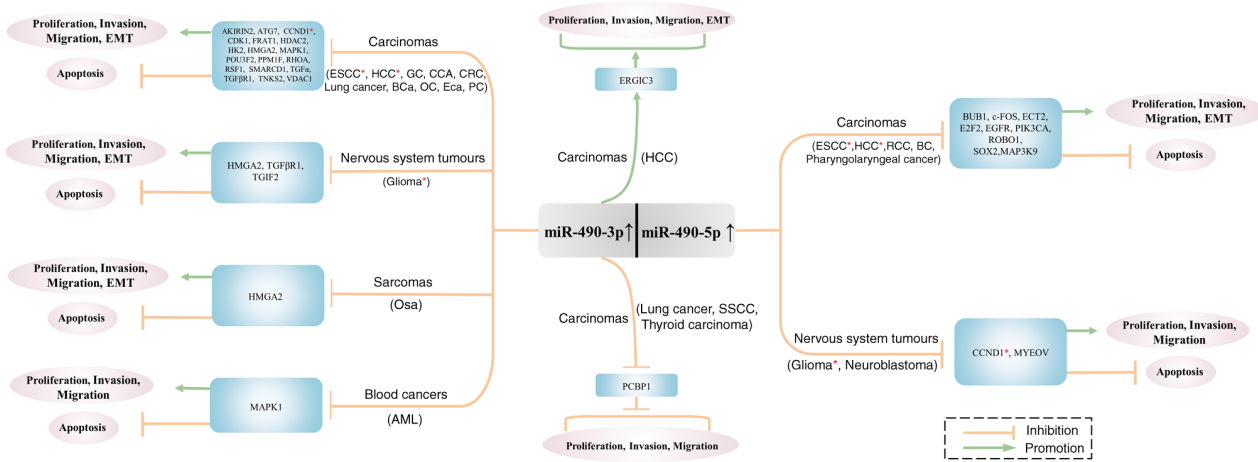 Proliferation, Invasion,
Migration, EMT
Apoptosis
AKIRIN2, ATG7, CCND1*,
CDK1, FRAT1, HDAC2
HK2, HMGA2, MAPK1,
POU3F2, PPM1F, RHOA,
RSF1, SMARCD1, TGFα,
TGFβR1, TNKS2, VDAC1
Carcinomas
(ESCC*, HCC*, GC, CCA, CRC,
Lung cancer, BCa, OC, Eca, PC)
Proliferation, Invasion,
Migration, EMT
Apoptosis
HMGA2, TGFβR1,
TGIF2
Nervous system tumours
(Glioma*)
Proliferation, Invasion,
Migration, EMT
Apoptosis
HMGA2
Sarcomas
(Osa)
Proliferation, Invasion,
Migration
Apoptosis
MAPK1
Blood cancers
(AML)
Proliferation, Invasion, Migration, EMT
ERGIC3
Carcinomas (HCC)
miR-490-3p↑ miR-490-5p ↑
Carcinomas
(Lung cancer, SSCC,
Thyroid carcinoma)
PCBP1
Proliferation, Invasion, Migration
Carcinomas
(ESCC*,HCC*,RCC, BC,
Pharyngolaryngeal cancer)
BUB1, c-FOS, ECT2,
E2F2, EGFR, PIK3CA,
ROBO1,
SOX2,MAP3K9
Proliferation, Invasion,
Migration, EMT
Apoptosis
Nervous system tumours
(Glioma*, Neuroblastoma)
CCND1*, MYEOV
Proliferation, Invasion,
Migration
Apoptosis
Inhibition
Promotion